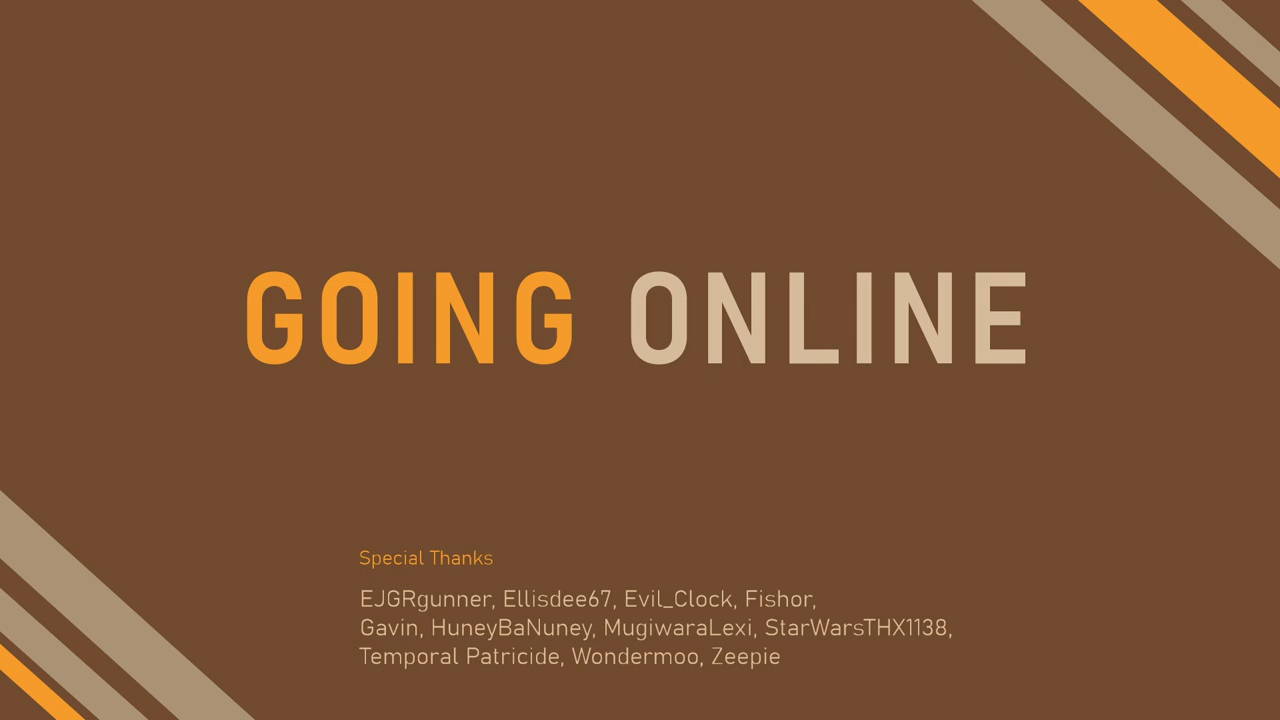 GOING ONLINE
Special Thanks
EJGRgunner, Ellisdee67, Evil_Clock, Fishor,
Gavin, HuneyBaNuney, MugiwaraLexi, StarWarsTHX1138,
Temporal Patricide, Wondermoo, Zeepie